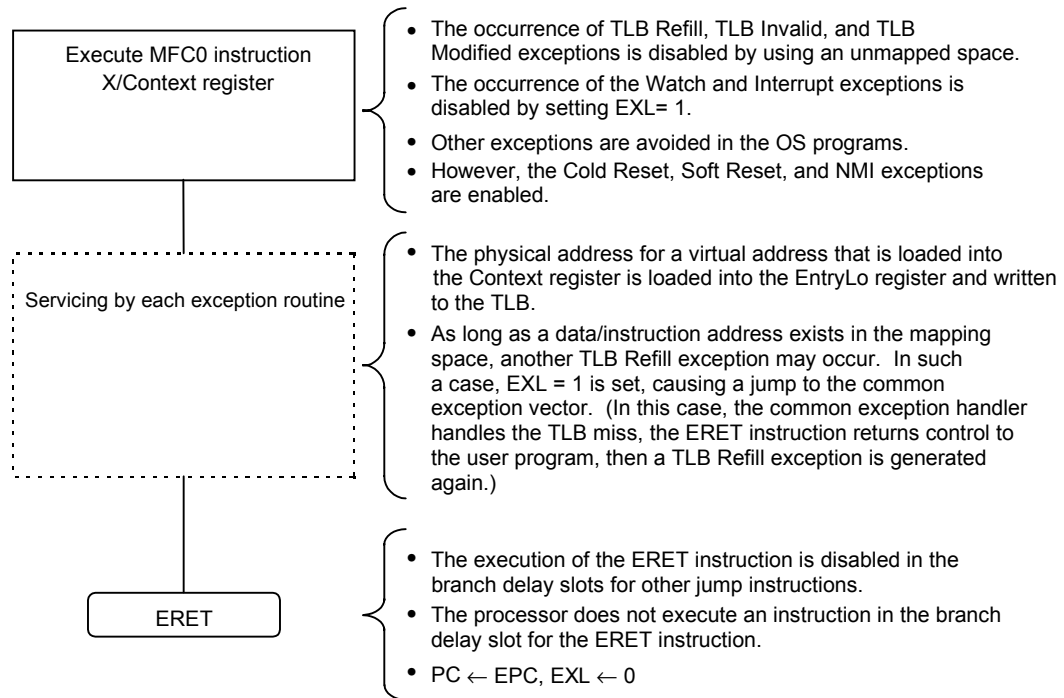 Execute MFC0 instruction
X/Context register
• The occurrence of TLB Refill, TLB Invalid, and TLB
Modified exceptions is disabled by using an unmapped space.
• The occurrence of the Watch and Interrupt exceptions is
disabled by setting EXL= 1.
• Other exceptions are avoided in the OS programs.
• However, the Cold Reset, Soft Reset, and NMI exceptions
are enabled.
Servicing by each exception routine
• The physical address for a virtual address that is loaded into
the Context register is loaded into the EntryLo register and written
to the TLB.
• As long as a data/instruction address exists in the mapping
space, another TLB Refill exception may occur. In such
a case, EXL = 1 is set, causing a jump to the common
exception vector. (In this case, the common exception handler
handles the TLB miss, the ERET instruction returns control to
the user program, then a TLB Refill exception is generated
again.)
ERET
• The execution of the ERET instruction is disabled in the
branch delay slots for other jump instructions.
• The processor does not execute an instruction in the branch
delay slot for the ERET instruction.
• PC ← EPC, EXL ← 0